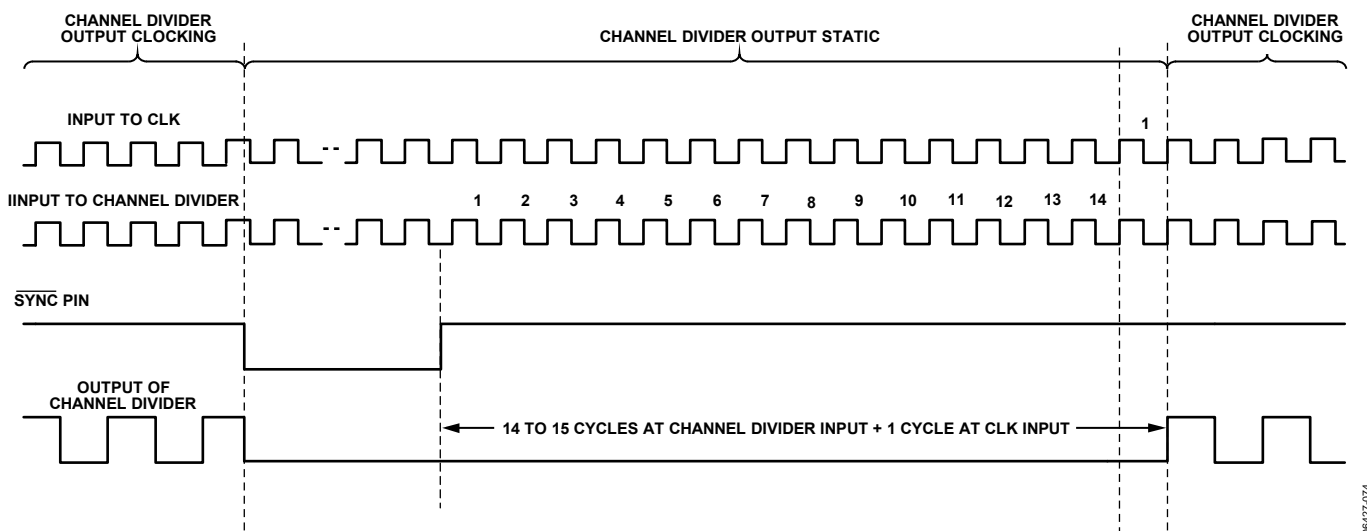 CHANNEL DIVIDER
OUTPUT CLOCKING
CHANNEL DIVIDER OUTPUT STATIC
CHANNEL DIVIDER
OUTPUT CLOCKING
INPUT TO CLK
1
IINPUT TO CHANNEL DIVIDER
1 2 3 4 5 6 7 8 9 10 11 12 13 14
SYNC PIN
OUTPUT OF
CHANNEL DIVIDER
14 TO 15 CYCLES AT CHANNEL DIVIDER INPUT + 1 CYCLE AT CLK INPUT
06427-074